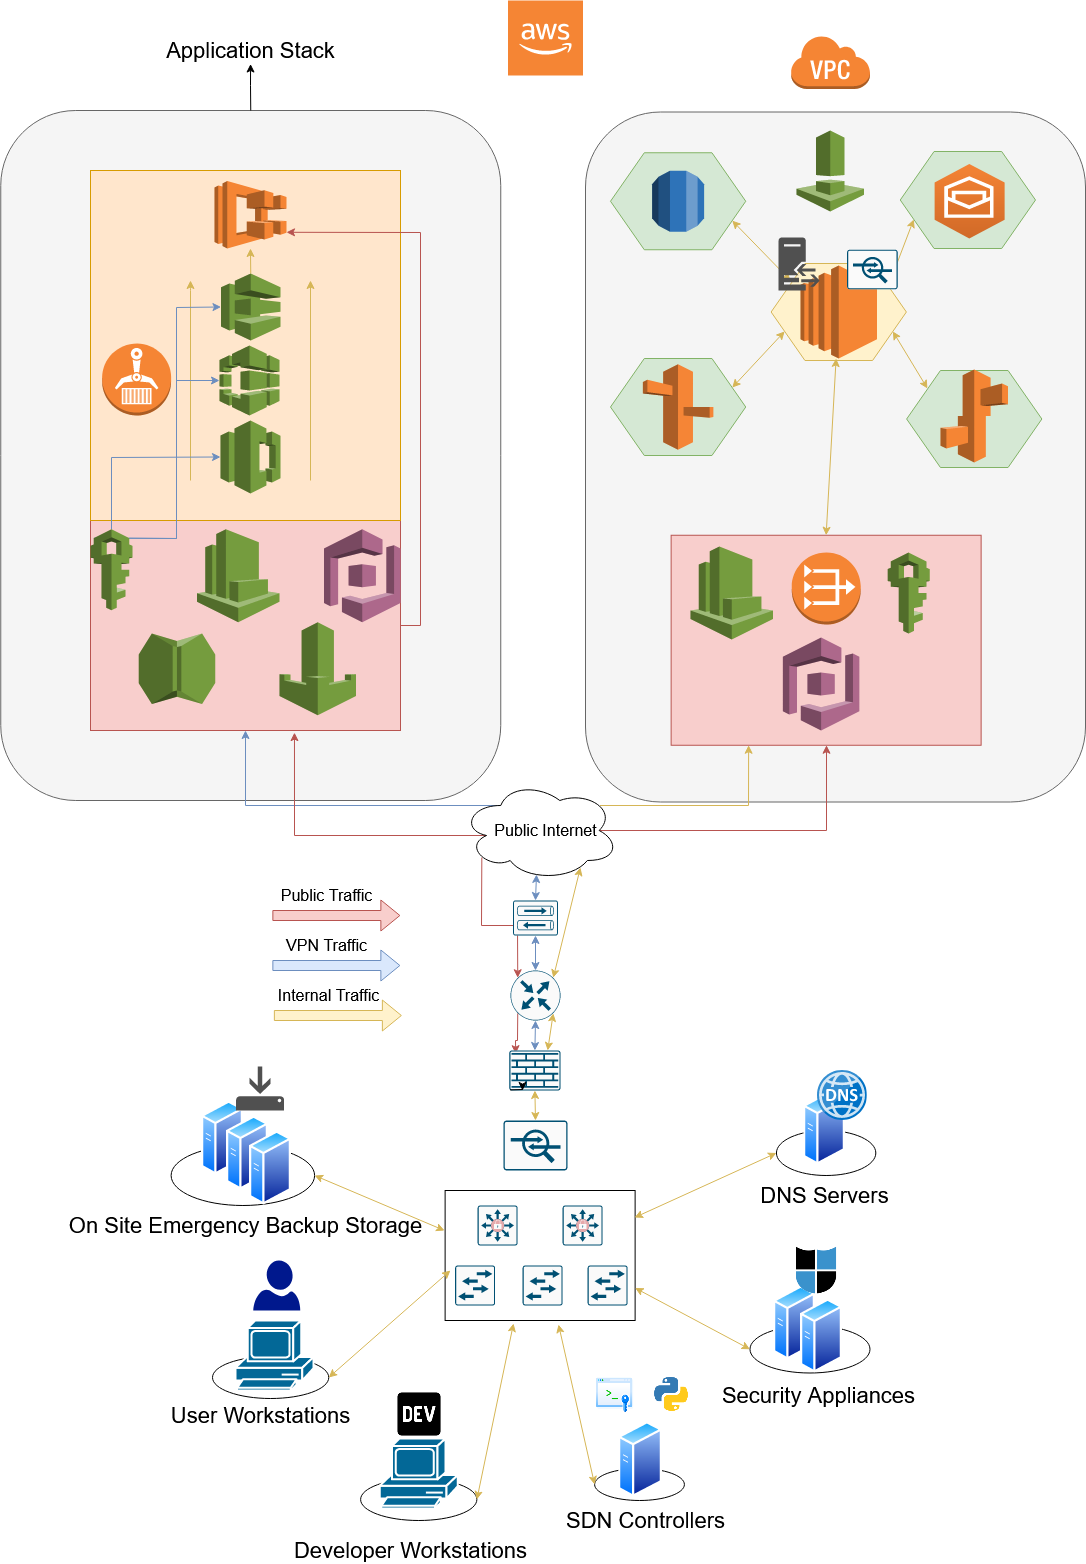 aws
Application Stack
VPC
Public Internet
Public Traffic
VPN Traffic
Internal Traffic
DNS
DNS Servers
On Site Emergency Backup Storage
>_
Security Appliances
User Workstations
DEV
SDN Controllers
Developer Workstations